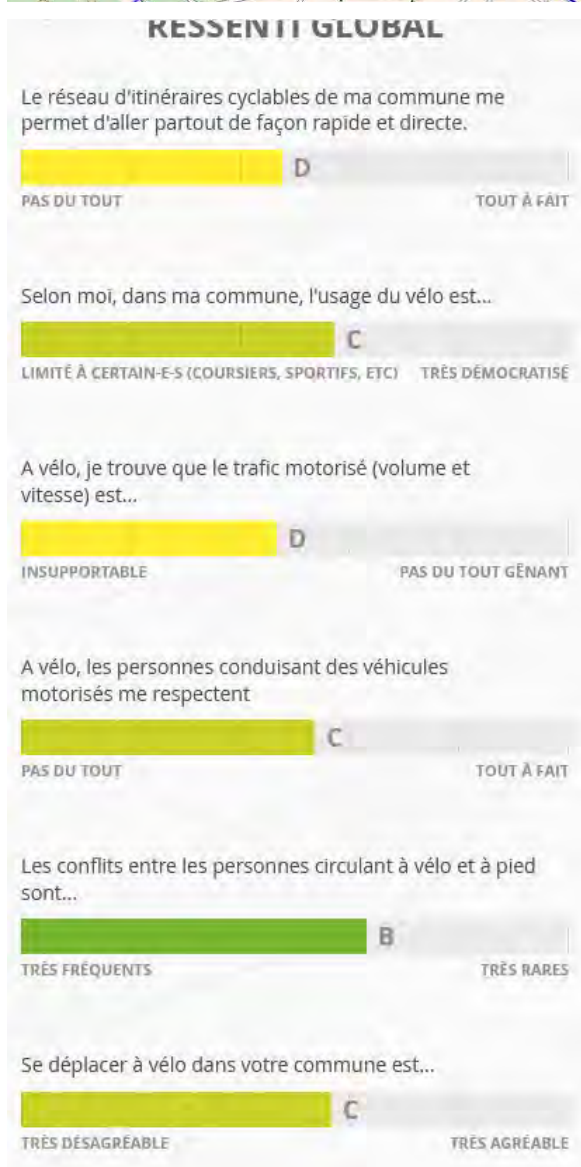 RESSENTI GLOBAL
Le réseau d'itinéraires cyclables de ma commune me
permet d'aller partout de façon rapide et directe.
D
PAS DU TOUT TOUT À FAIT
Selon moi, dans ma commune, l'usage du vélo est...
C
LIMITÉ À CERTAIN-E-S (COURSIERS, SPORTIFS, ETC) TRÈS DÉMOCRATISÉ
A vélo, je trouve que le trafic motorisé (volume et
vitesse) est...
D
INSUPPORTABLE PAS DU TOUT GÊNANT
A vélo, les personnes conduisant des véhicules
motorisés me respectent
C
PAS DU TOUT TOUT À FAIT
Les conflits entre les personnes circulant à vélo et à pied
sont...
B
TRÈS FRÉQUENTS TRÈS RARES
Se déplacer à vélo dans votre commune est...
C
TRÈS DÉSAGRÉABLE TRÈS AGRÉABLE